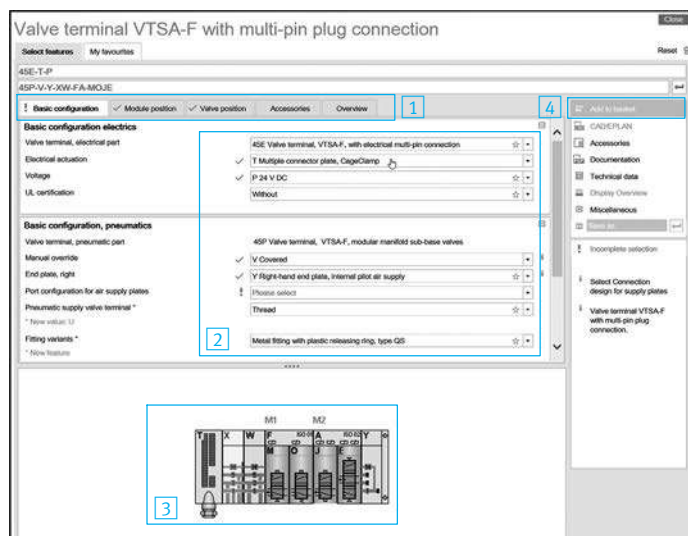 Close
Valve terminal VTSA-F with multi-pin plug connection
Select features My favourites Reset
45E-T-P
45P-V-Y-XW-FA-MOJE
! Basic configuration ✓ Module position ✓ Valve position Accessories Overview 1 4 Add to basket
Basic configuration electrics
Valve terminal, electrical part 45E Valve terminal, VTSA-F, with electrical multi-pin connection
Electrical actuation ✓ T Multiple connector plate, CageClamp
Voltage ✓ P 24 V DC
UL certification Without
Basic configuration, pneumatics
Valve terminal, pneumatic part 45P Valve terminal, VTSA-F, modular manifold sub-base valves
Manual override ✓ V Covered
End plate, right ✓ Y Right-hand end plate, internal pilot air supply
Port configuration for air supply plates ! Please select
Pneumatic supply valve terminal * Thread
* New value: U
2
Fitting variants * Metal fitting with plastic releasing ring, type QS
* New feature
CAD/EPLAN
Accessories
Documentation
Technical data
Display Overview
Miscellaneous
! Incomplete selection
i Select Connection
design for supply plates
i Valve terminal VTSA-F
with multi-pin plug
connection.
M1 M2
T X W F A ISO 02 Y
M O J E
3